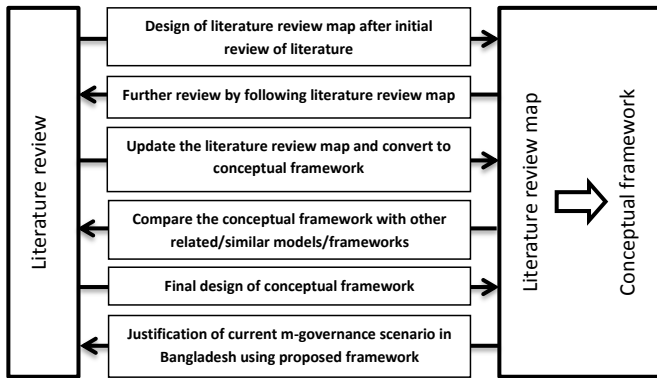 Literature review
Design of literature review map after initial
review of literature
Further review by following literature review map
Update the literature review map and convert to
conceptual framework
Compare the conceptual framework with other
related/similar models/frameworks
Final design of conceptual framework
Justification of current m-governance scenario in
Bangladesh using proposed framework
Literature review map
Conceptual framework